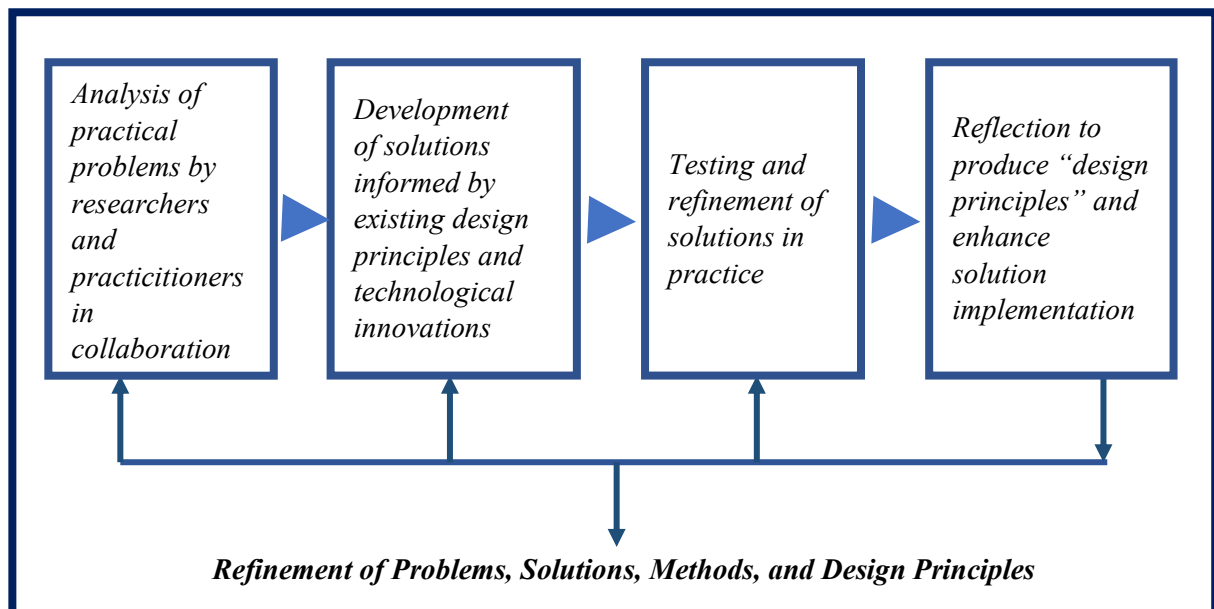 Analysis of
practical
problems by
researchers
and
practicitioners
in
collaboration
Development
of solutions
informed by
existing design
principles and
technological
innovations
Testing and
refinement of
solutions in
practice
Reflection to
produce “design
principles” and
enhance
solution
implementation
Refinement of Problems, Solutions, Methods, and Design Principles